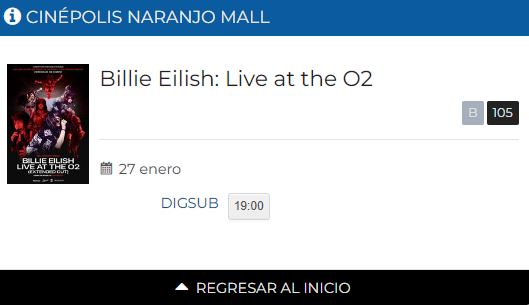 CINÉPOLIS NARANJO MALL
Billie Eilish: Live at the O2
B 105
BILLIE EILISH
LIVE AT THE O2
(EXTENDED CUT)
27 enero
DIGSUB 19:00
REGRESAR AL INICIO